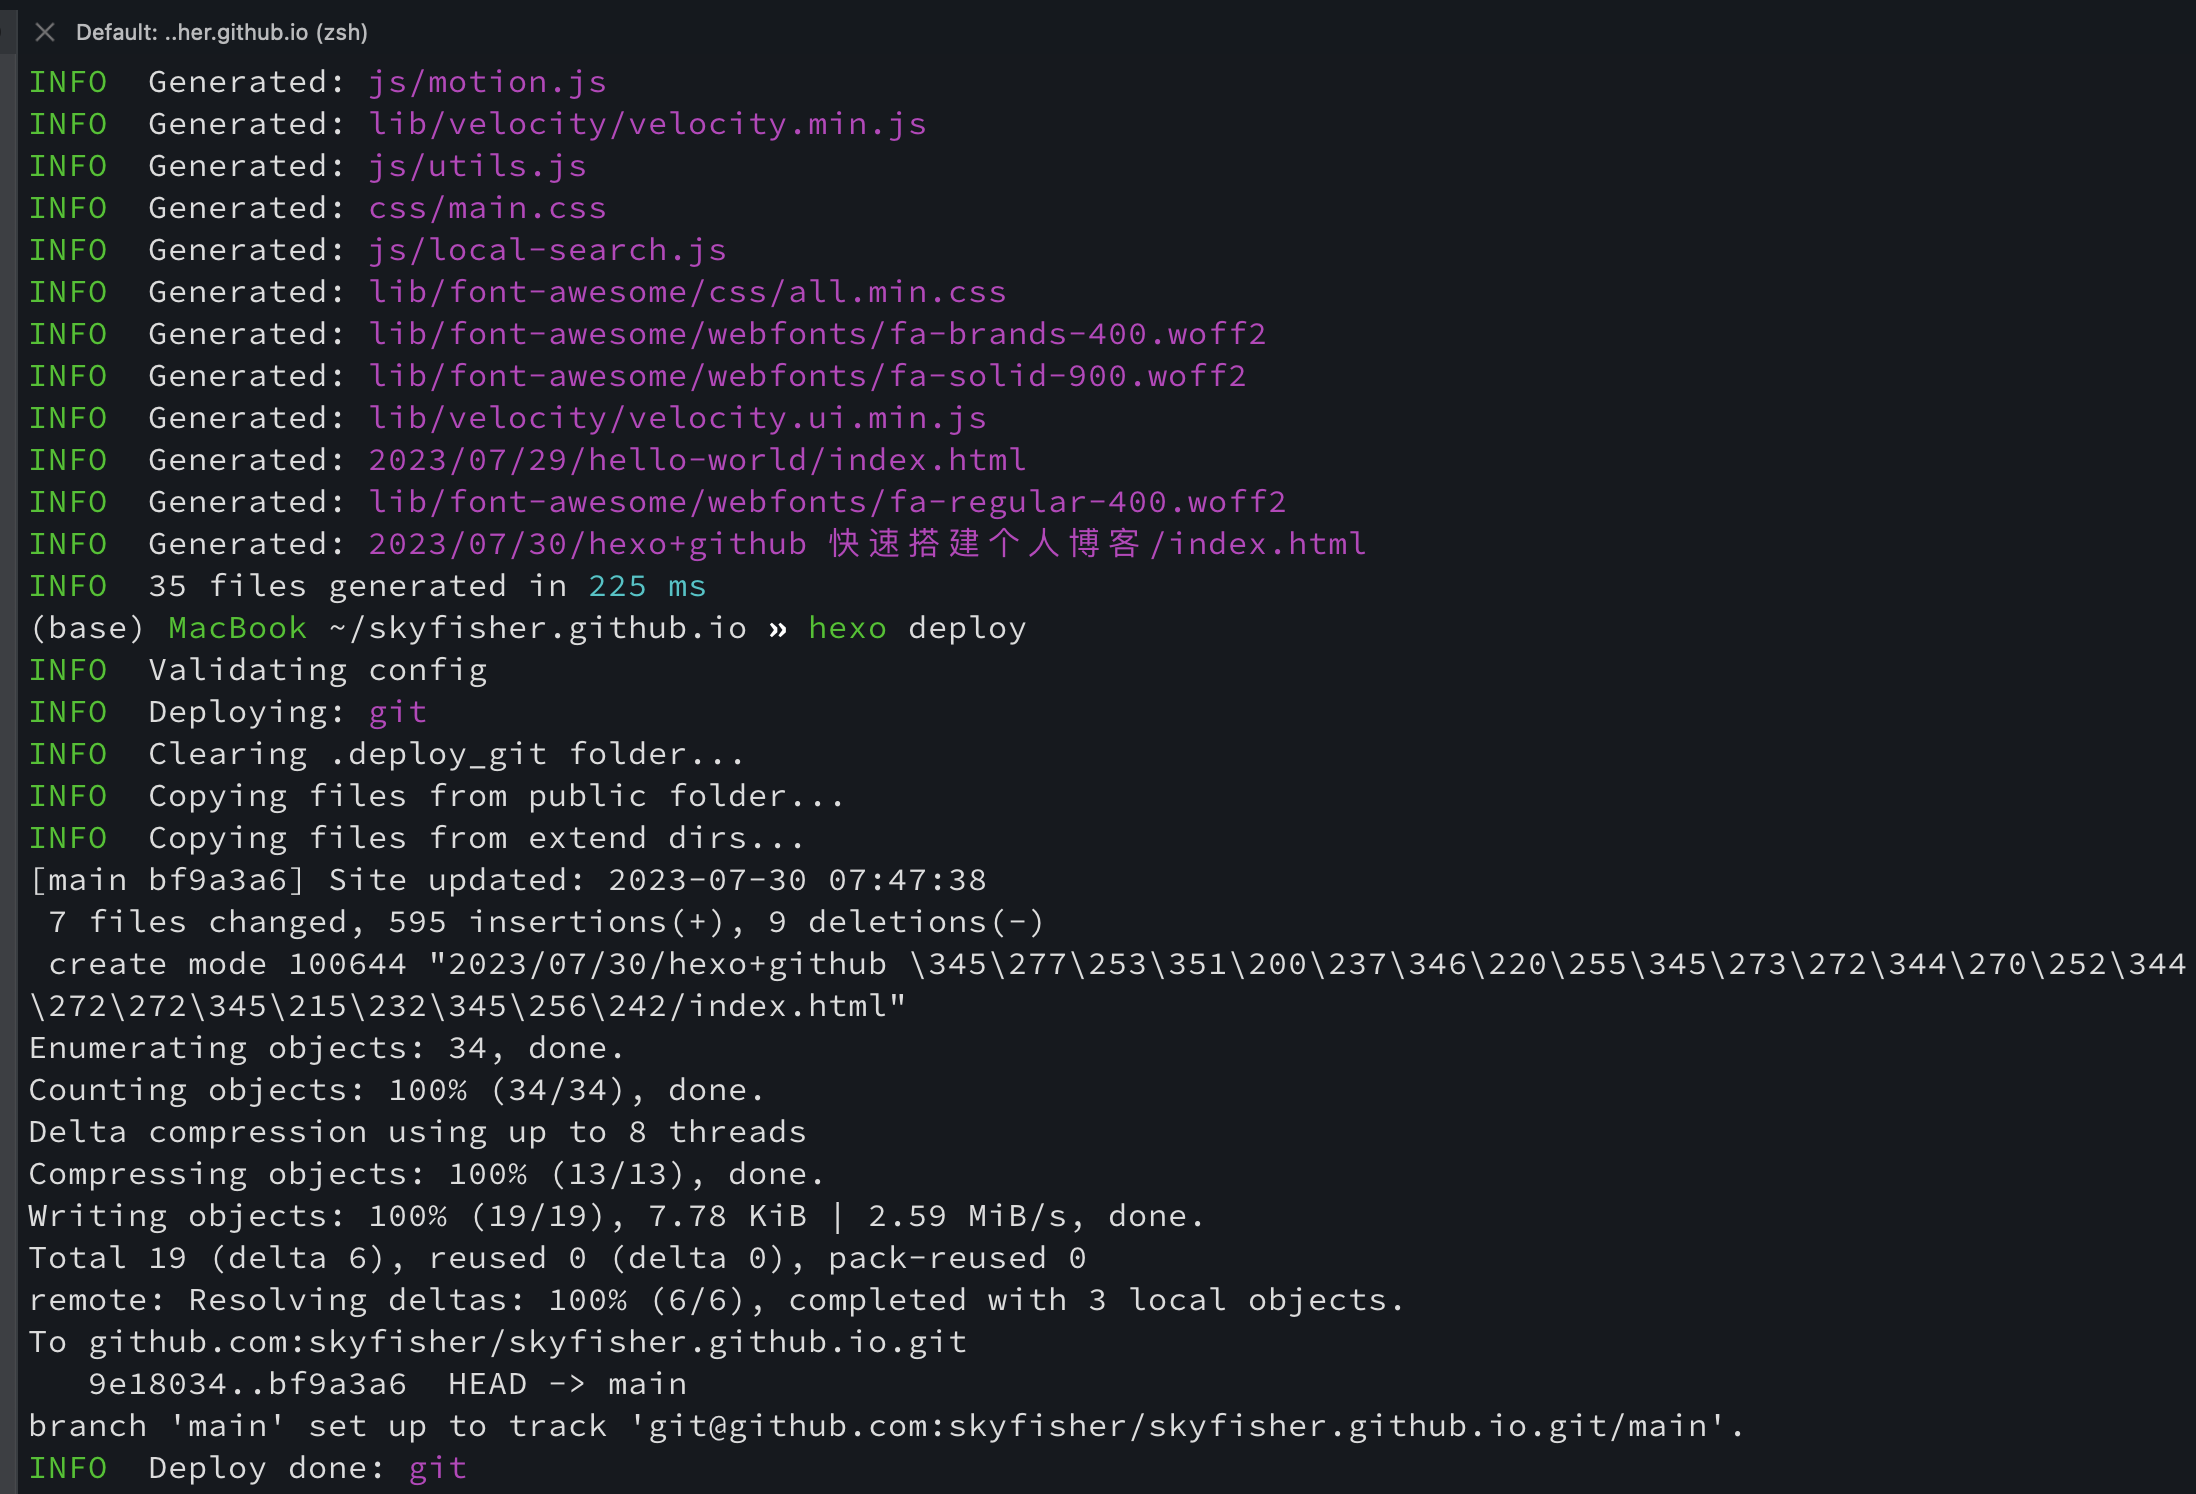 Default: ..her.github.io (zsh)
INFO  Generated: js/motion.js
INFO  Generated: lib/velocity/velocity.min.js
INFO  Generated: js/utils.js
INFO  Generated: css/main.css
INFO  Generated: js/local-search.js
INFO  Generated: lib/font-awesome/css/all.min.css
INFO  Generated: lib/font-awesome/webfonts/fa-brands-400.woff2
INFO  Generated: lib/font-awesome/webfonts/fa-solid-900.woff2
INFO  Generated: lib/velocity/velocity.ui.min.js
INFO  Generated: 2023/07/29/hello-world/index.html
INFO  Generated: lib/font-awesome/webfonts/fa-regular-400.woff2
INFO  Generated: 2023/07/30/hexo+github 快速搭建个人博客/index.html
INFO  35 files generated in 225 ms
(base) MacBook ~/skyfisher.github.io » hexo deploy
INFO  Validating config
INFO  Deploying: git
INFO  Clearing .deploy_git folder...
INFO  Copying files from public folder...
INFO  Copying files from extend dirs...
[main bf9a3a6] Site updated: 2023-07-30 07:47:38
 7 files changed, 595 insertions(+), 9 deletions(-)
 create mode 100644 "2023/07/30/hexo+github \345\277\253\351\200\237\346\220\255\345\273\272\344\270\252\344
\272\272\345\215\232\345\256\242/index.html"
Enumerating objects: 34, done.
Counting objects: 100% (34/34), done.
Delta compression using up to 8 threads
Compressing objects: 100% (13/13), done.
Writing objects: 100% (19/19), 7.78 KiB | 2.59 MiB/s, done.
Total 19 (delta 6), reused 0 (delta 0), pack-reused 0
remote: Resolving deltas: 100% (6/6), completed with 3 local objects.
To github.com:skyfisher/skyfisher.github.io.git
   9e18034..bf9a3a6  HEAD -> main
branch 'main' set up to track 'git@github.com:skyfisher/skyfisher.github.io.git/main'.
INFO  Deploy done: git